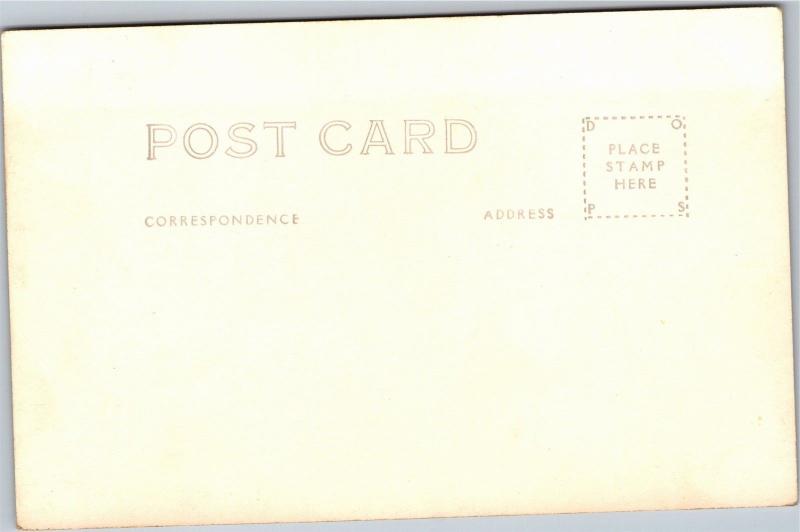 POST CARD
D O
PLACE
STAMP
HERE
P S
CORRESPONDENCE
ADDRESS